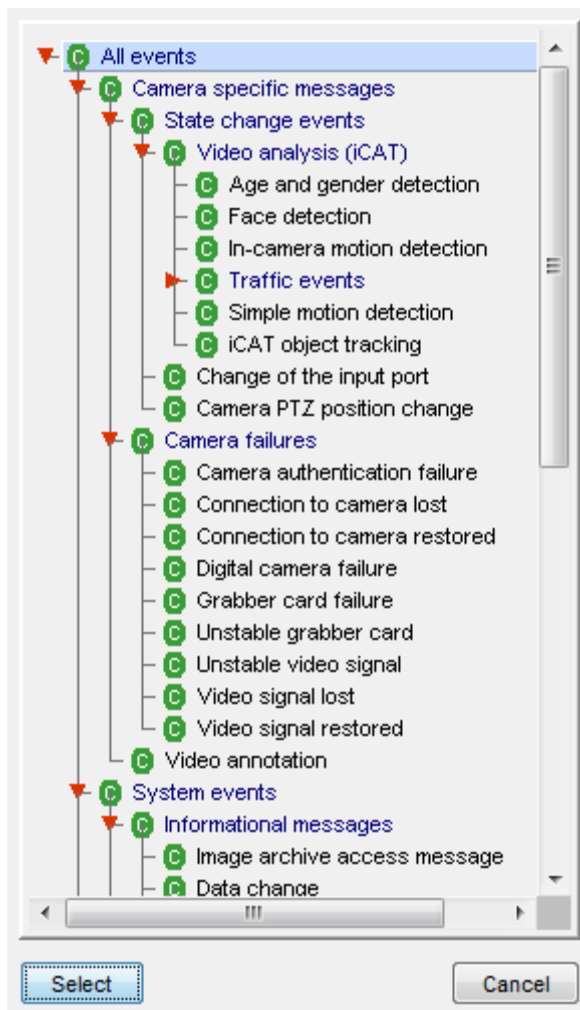 All events
Camera specific messages
State change events
Video analysis (iCAT)
Age and gender detection
Face detection
In-camera motion detection
Traffic events
Simple motion detection
iCAT object tracking
Change of the input port
Camera PTZ position change
Camera failures
Camera authentication failure
Connection to camera lost
Connection to camera restored
Digital camera failure
Grabber card failure
Unstable grabber card
Unstable video signal
Video signal lost
Video signal restored
Video annotation
System events
Informational messages
Image archive access message
Data change
Select Cancel